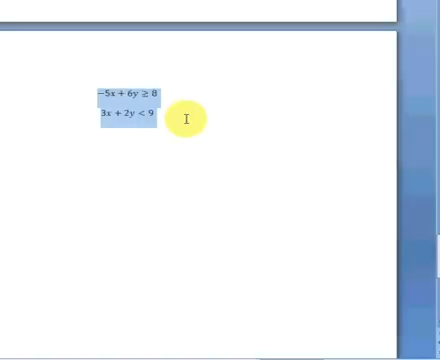 −5x + 6y ≥ 8
3x + 2y < 9